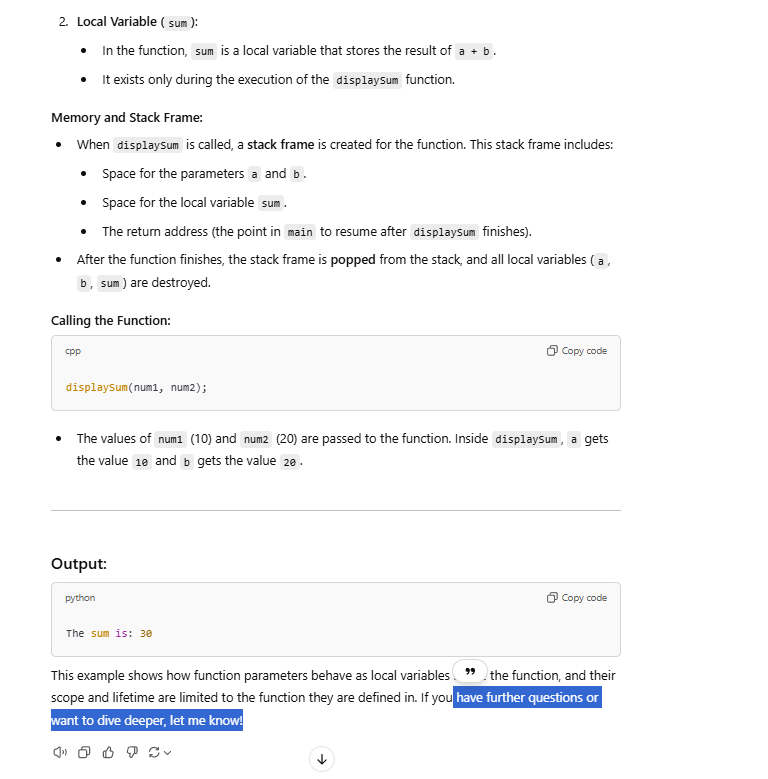 2. Local Variable ( sum ):
• In the function, sum is a local variable that stores the result of a + b .
• It exists only during the execution of the displaySum function.
Memory and Stack Frame:
• When displaySum is called, a stack frame is created for the function. This stack frame includes:
• Space for the parameters a and b .
• Space for the local variable sum .
• The return address (the point in main to resume after displaySum finishes).
• After the function finishes, the stack frame is popped from the stack, and all local variables ( a ,
b , sum ) are destroyed.
Calling the Function:
cpp Copy code
displaySum(num1, num2);
• The values of num1 (10) and num2 (20) are passed to the function. Inside displaySum , a gets
the value 10 and b gets the value 20 .
Output:
python Copy code
The sum is: 30
This example shows how function parameters behave as local variables the function, and their
scope and lifetime are limited to the function they are defined in. If you have further questions or
want to dive deeper, let me know!